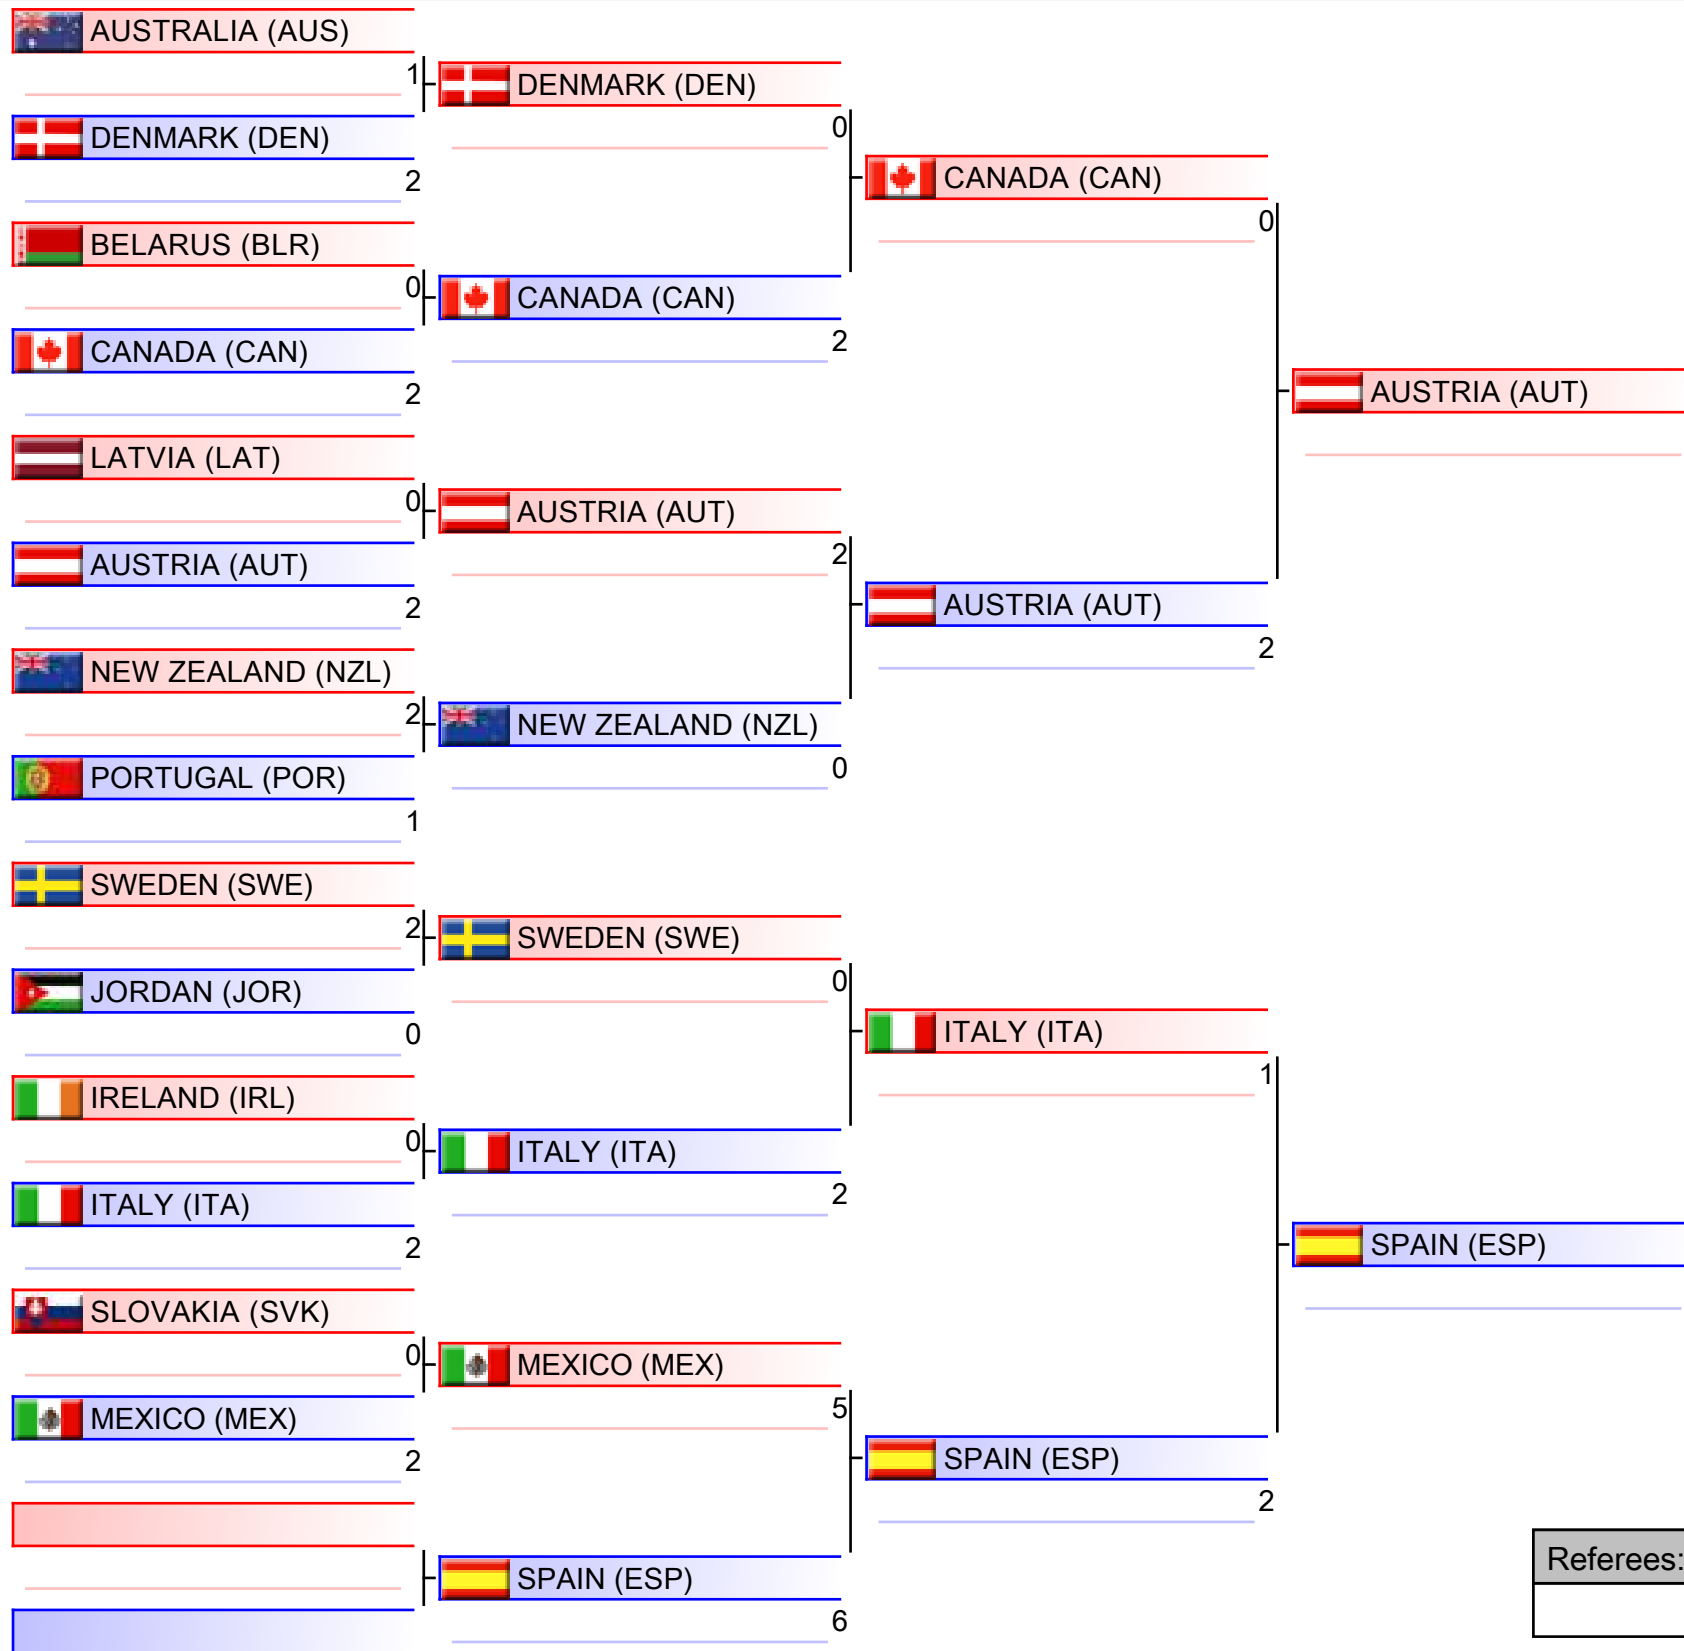 AUSTRALIA (AUS)
1
DENMARK (DEN)
2
BELARUS (BLR)
0
CANADA (CAN)
2
LATVIA (LAT)
0
AUSTRIA (AUT)
2
NEW ZEALAND (NZL)
2
PORTUGAL (POR)
1
SWEDEN (SWE)
2
JORDAN (JOR)
0
IRELAND (IRL)
0
ITALY (ITA)
2
SLOVAKIA (SVK)
0
MEXICO (MEX)
2
DENMARK (DEN)
0
CANADA (CAN)
2
AUSTRIA (AUT)
2
NEW ZEALAND (NZL)
0
SWEDEN (SWE)
0
ITALY (ITA)
2
MEXICO (MEX)
5
SPAIN (ESP)
6
CANADA (CAN)
0
AUSTRIA (AUT)
2
ITALY (ITA)
1
SPAIN (ESP)
2
AUSTRIA (AUT)
SPAIN (ESP)
Referees: